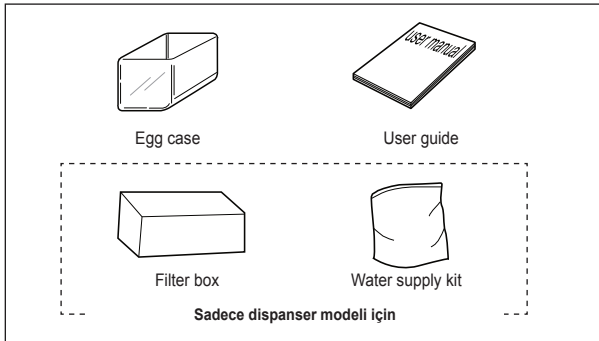 user manual
Egg case
User guide
Filter box
Water supply kit
Sadece dispanser modeli için